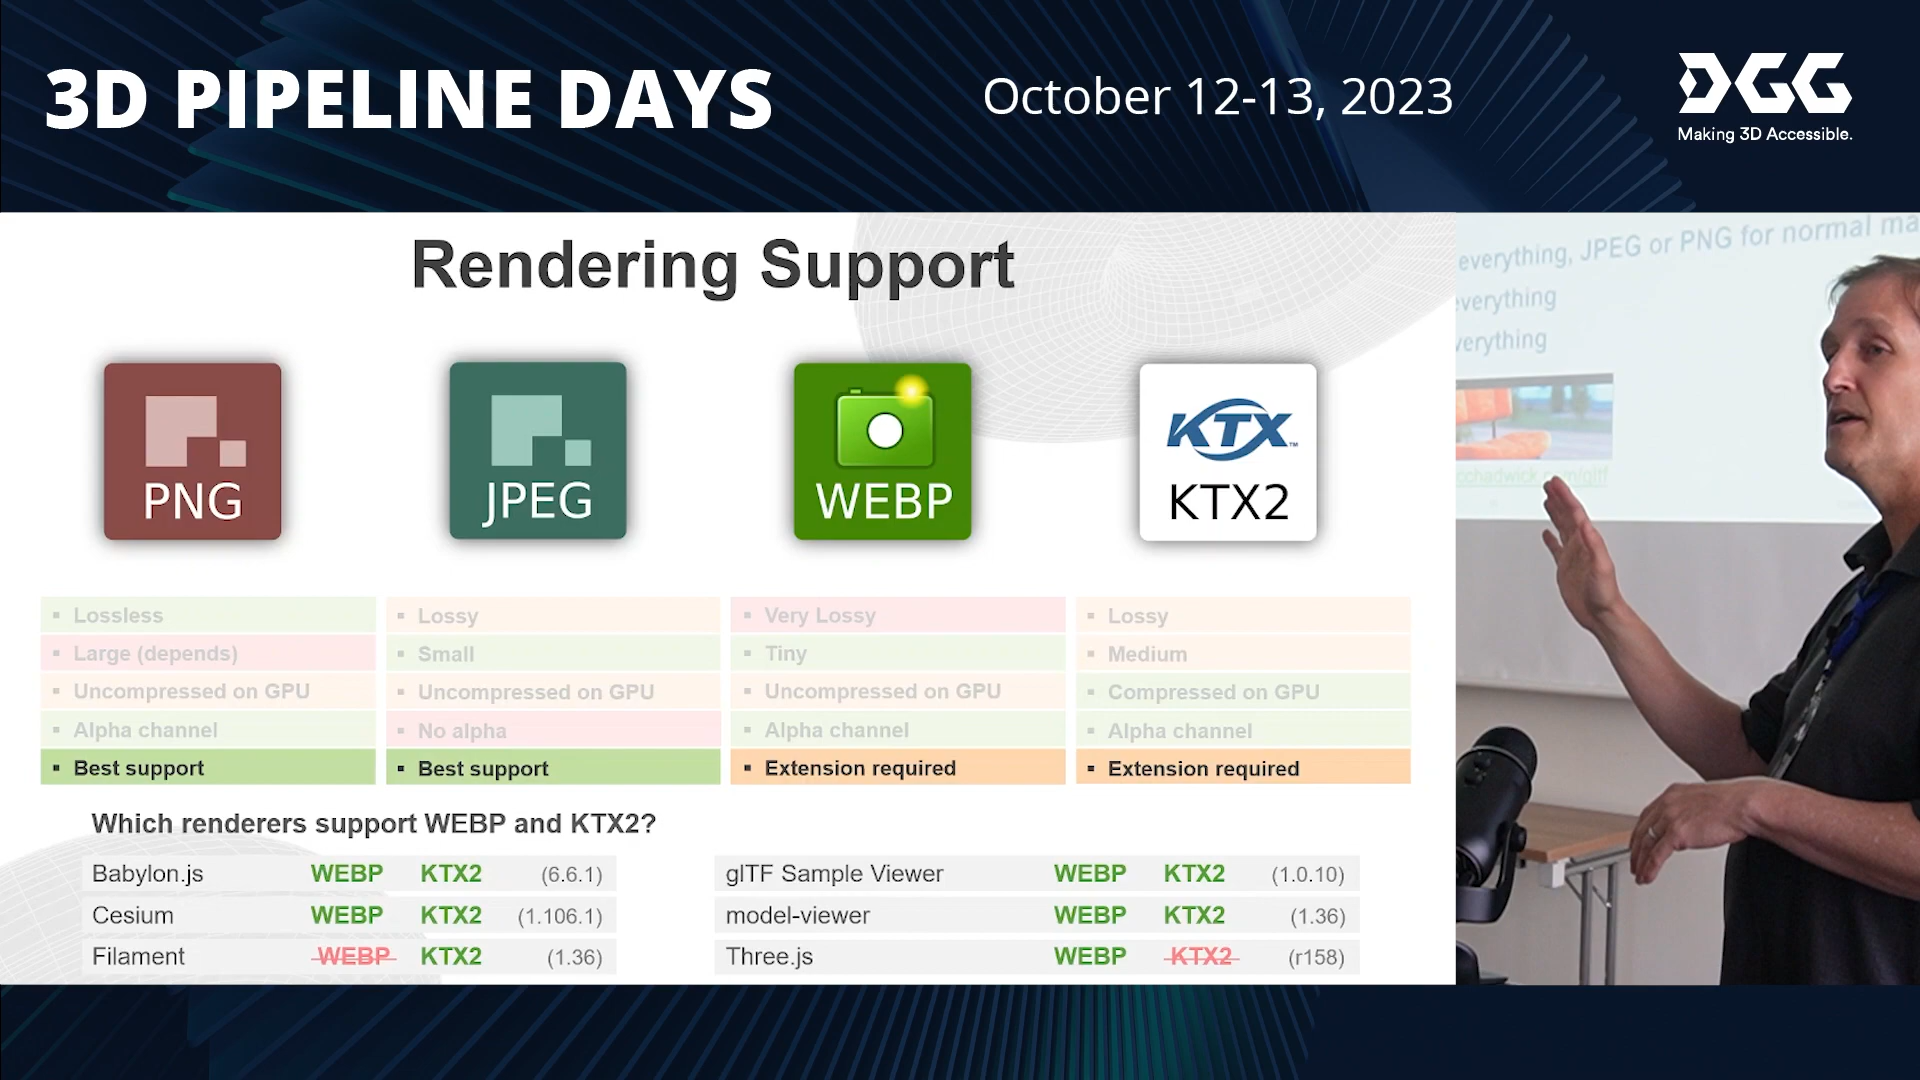 3D PIPELINE DAYS
October 12-13, 2023
DGG
Making 3D Accessible.
Rendering Support
PNG
JPEG
WEBP
KTX™
KTX2
▪ Lossless
▪ Large (depends)
▪ Uncompressed on GPU
▪ Alpha channel
▪ Best support
▪ Lossy
▪ Small
▪ Uncompressed on GPU
▪ No alpha
▪ Best support
▪ Very Lossy
▪ Tiny
▪ Uncompressed on GPU
▪ Alpha channel
▪ Extension required
▪ Lossy
▪ Medium
▪ Compressed on GPU
▪ Alpha channel
▪ Extension required
Which renderers support WEBP and KTX2?
Babylon.js WEBP KTX2 (6.6.1)
Cesium WEBP KTX2 (1.106.1)
Filament WEBP KTX2 (1.36)
glTF Sample Viewer WEBP KTX2 (1.0.10)
model-viewer WEBP KTX2 (1.36)
Three.js WEBP KTX2 (r158)
everything, JPEG or PNG for normal ma
everything
verything
cchadwick.com/gltf